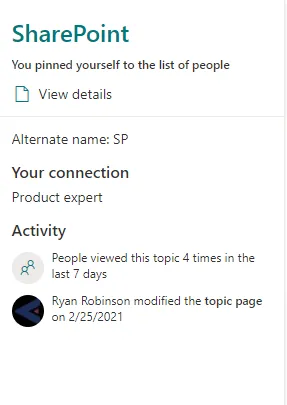 SharePoint
You pinned yourself to the list of people
View details
Alternate name: SP
Your connection
Product expert
Activity
People viewed this topic 4 times in the
last 7 days
Ryan Robinson modified the topic page
on 2/25/2021